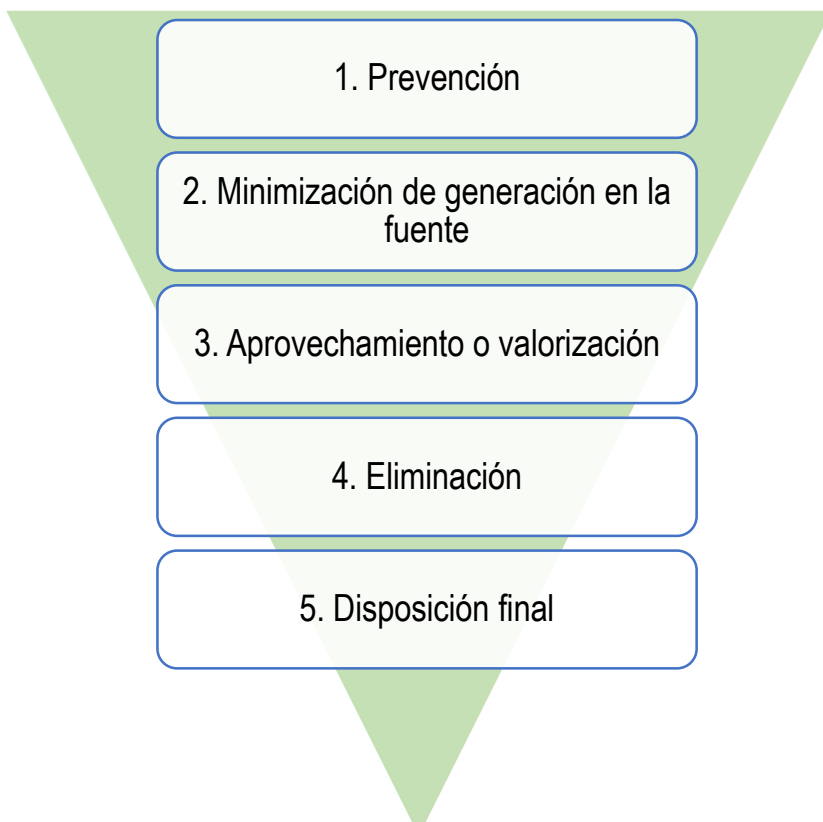 1. Prevención
2. Minimización de generación en la
fuente
3. Aprovechamiento o valorización
4. Eliminación
5. Disposición final